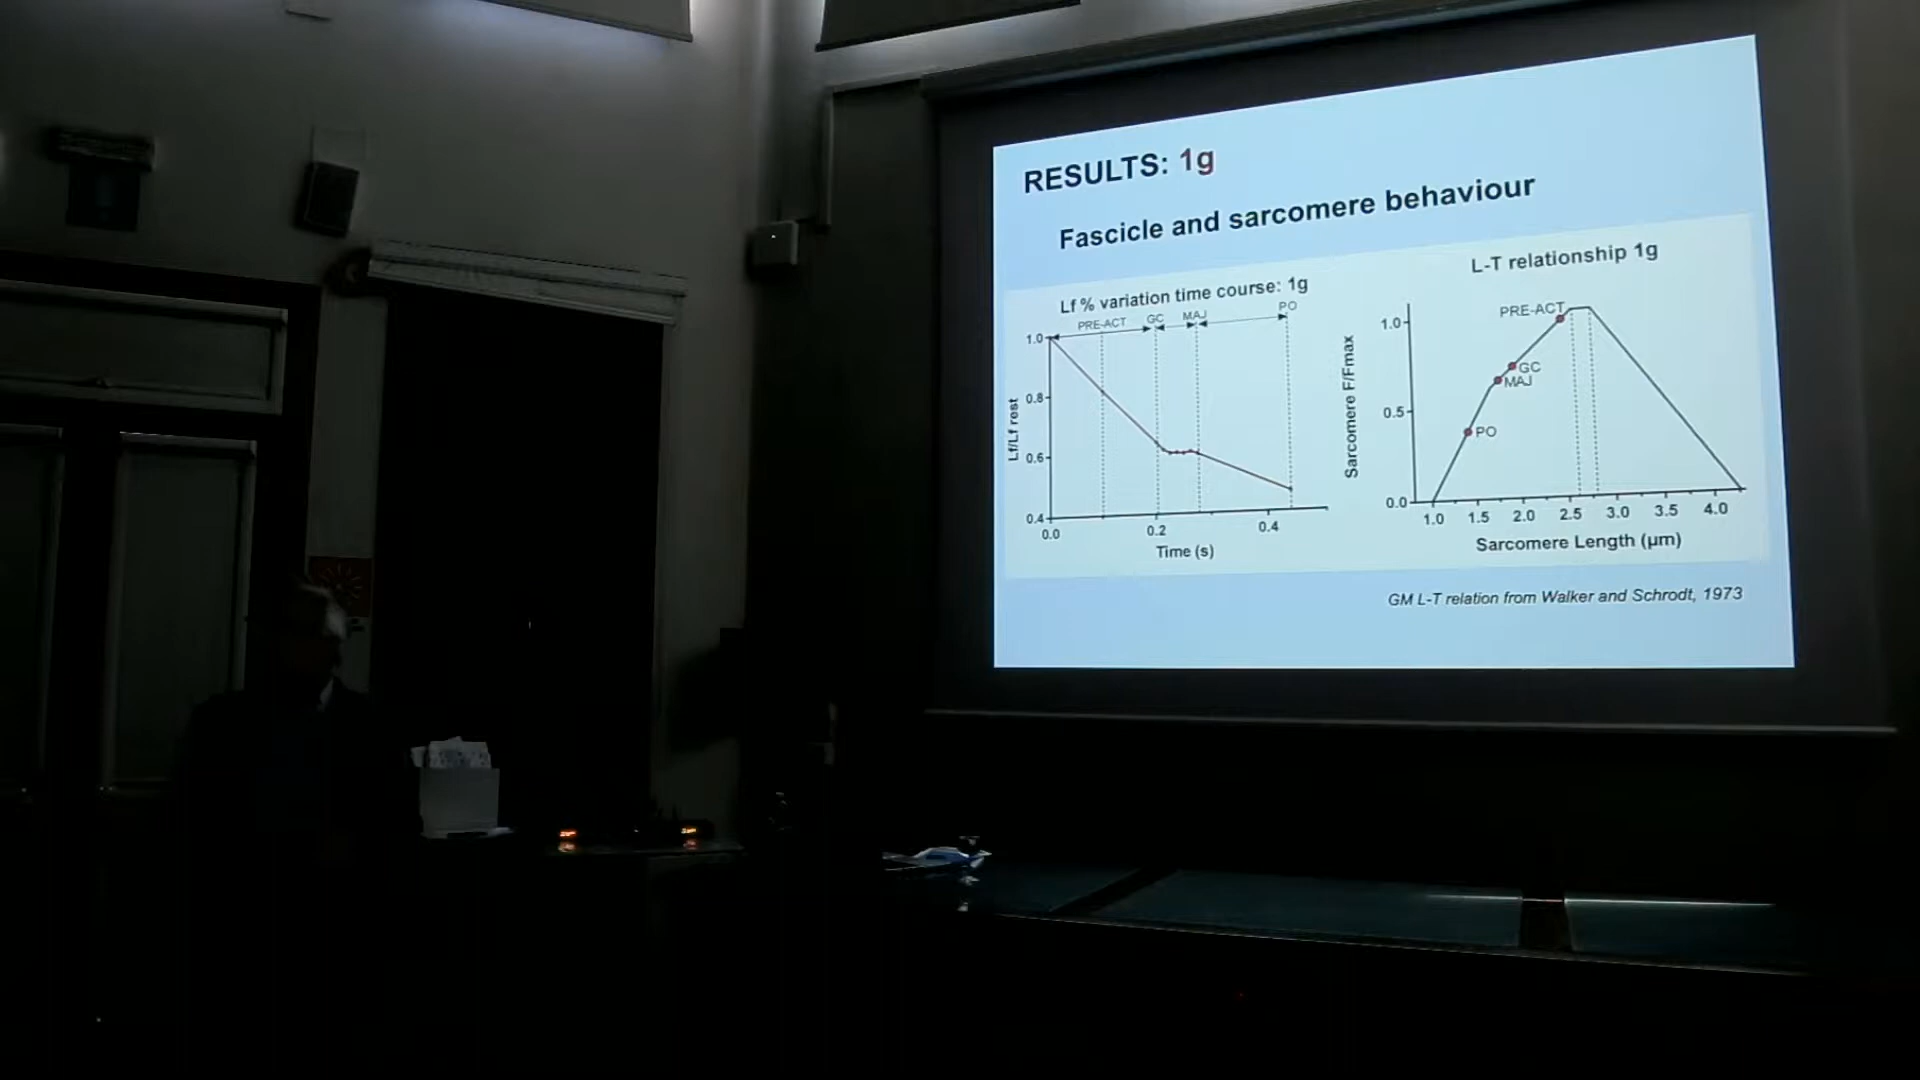 RESULTS: 1g
Fascicle and sarcomere behaviour
Lf % variation time course: 1g
PRE-ACT GC MAJ PO
1.0
0.8
0.6
0.4
Lf/Lf rest
0.0 0.2 0.4
Time (s)
L-T relationship 1g
PRE-ACT
GC
MAJ
PO
1.0
0.5
0.0
Sarcomere F/Fmax
1.0 1.5 2.0 2.5 3.0 3.5 4.0
Sarcomere Length (µm)
GM L-T relation from Walker and Schrodt, 1973